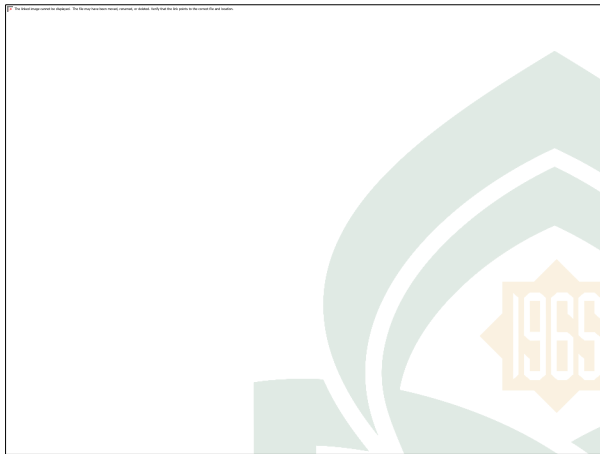 The linked image cannot be displayed. The file may have been moved, renamed, or deleted. Verify that the link points to the correct file and location.
1965